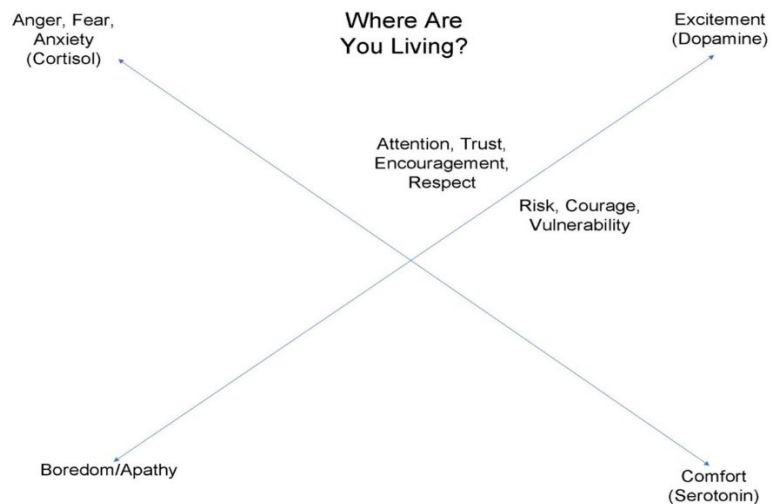 Anger, Fear,
Anxiety
(Cortisol)
Where Are
You Living?
Excitement
(Dopamine)
Attention, Trust,
Encouragement,
Respect
Risk, Courage,
Vulnerability
Boredom/Apathy
Comfort
(Serotonin)